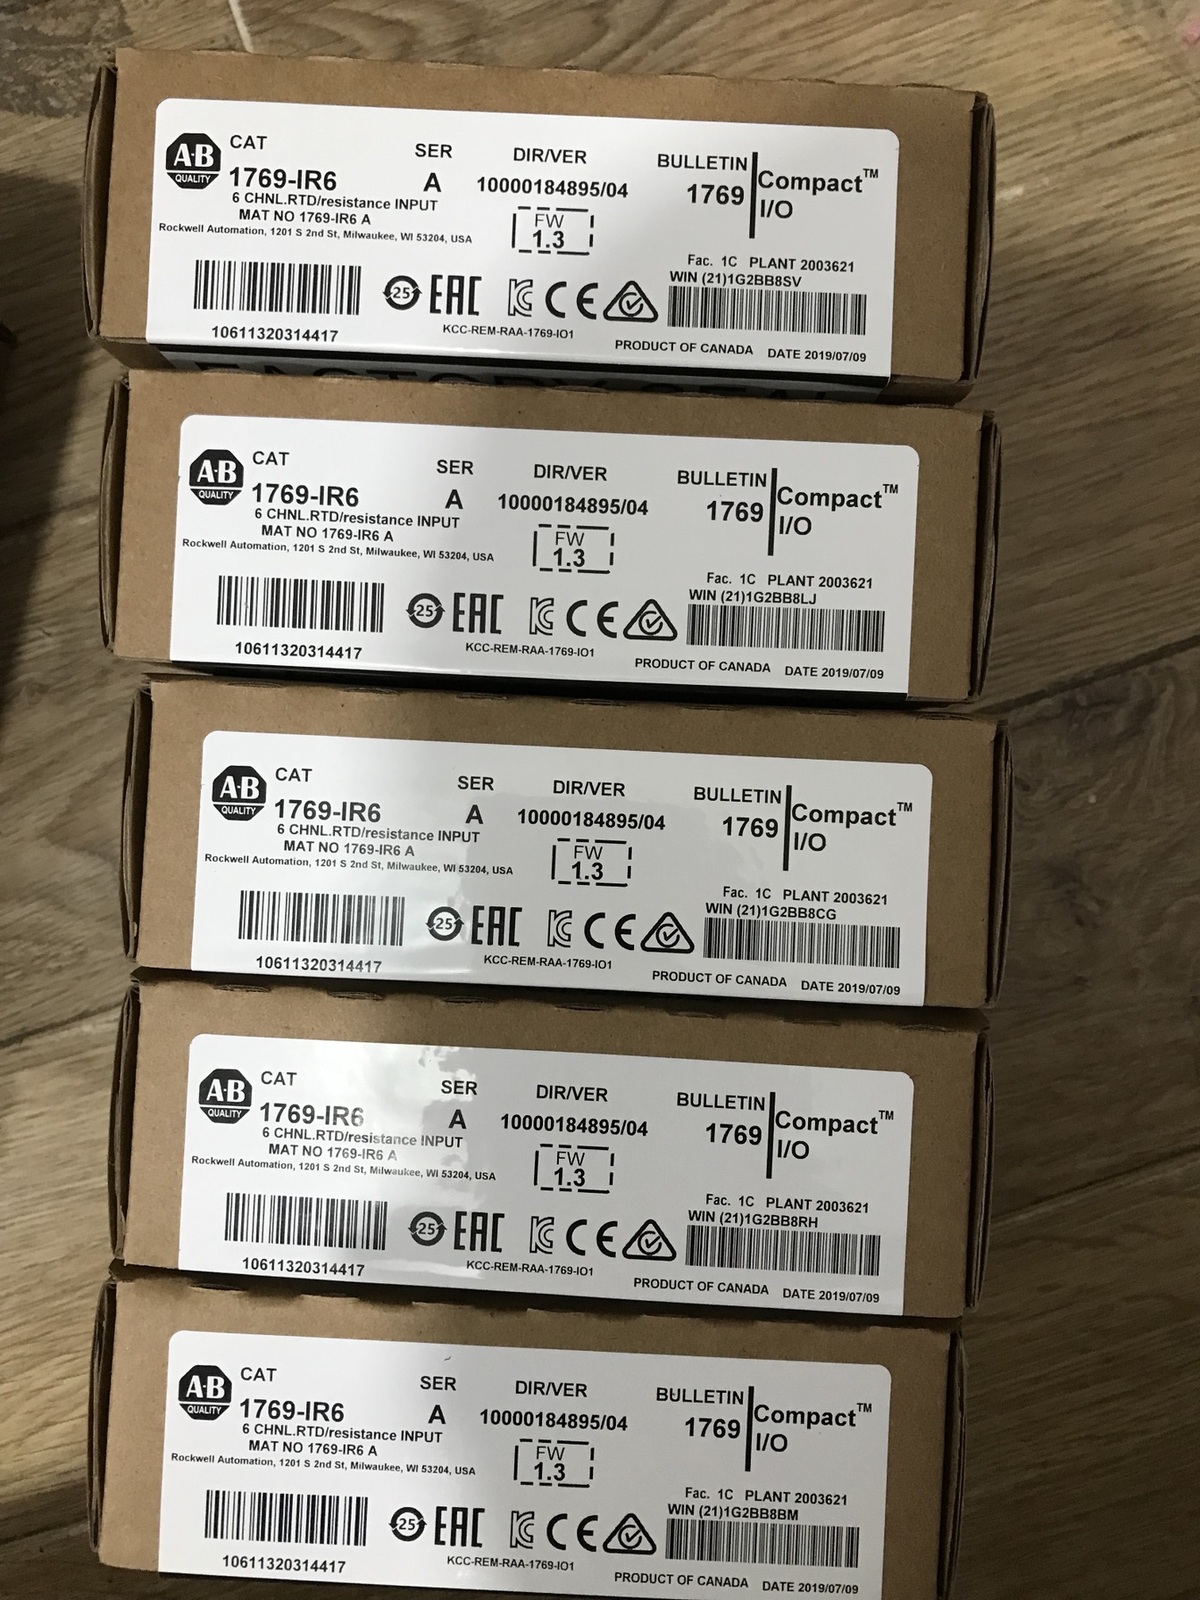 CAT SER DIR/VER BULLETIN Compact™
A·B QUALITY 1769-IR6 A 10000184895/04 1769 I/O
6 CHNL.RTD/resistance INPUT
MAT NO 1769-IR6 A FW
Rockwell Automation, 1201 S 2nd St, Milwaukee, WI 53204, USA 1.3
Fac. 1C PLANT 2003621
WIN (21)1G2BB8SV
25 EAC CE
10611320314417 KCC-REM-RAA-1769-IO1
PRODUCT OF CANADA DATE 2019/07/09
CAT SER DIR/VER BULLETIN Compact™
A·B QUALITY 1769-IR6 A 10000184895/04 1769 I/O
6 CHNL.RTD/resistance INPUT
MAT NO 1769-IR6 A FW
Rockwell Automation, 1201 S 2nd St, Milwaukee, WI 53204, USA 1.3
Fac. 1C PLANT 2003621
WIN (21)1G2BB8LJ
25 EAC CE
10611320314417 KCC-REM-RAA-1769-IO1
PRODUCT OF CANADA DATE 2019/07/09
CAT SER DIR/VER BULLETIN Compact™
A·B QUALITY 1769-IR6 A 10000184895/04 1769 I/O
6 CHNL.RTD/resistance INPUT
MAT NO 1769-IR6 A FW
Rockwell Automation, 1201 S 2nd St, Milwaukee, WI 53204, USA 1.3
Fac. 1C PLANT 2003621
WIN (21)1G2BB8CG
25 EAC CE
10611320314417 KCC-REM-RAA-1769-IO1
PRODUCT OF CANADA DATE 2019/07/09
CAT SER DIR/VER BULLETIN Compact™
A·B QUALITY 1769-IR6 A 10000184895/04 1769 I/O
6 CHNL.RTD/resistance INPUT
MAT NO 1769-IR6 A FW
Rockwell Automation, 1201 S 2nd St, Milwaukee, WI 53204, USA 1.3
Fac. 1C PLANT 2003621
WIN (21)1G2BB8RH
25 EAC CE
10611320314417 KCC-REM-RAA-1769-IO1
PRODUCT OF CANADA DATE 2019/07/09
CAT SER DIR/VER BULLETIN Compact™
A·B QUALITY 1769-IR6 A 10000184895/04 1769 I/O
6 CHNL.RTD/resistance INPUT
MAT NO 1769-IR6 A FW
Rockwell Automation, 1201 S 2nd St, Milwaukee, WI 53204, USA 1.3
Fac. 1C PLANT 2003621
WIN (21)1G2BB8BM
25 EAC CE
10611320314417 KCC-REM-RAA-1769-IO1
PRODUCT OF CANADA DATE 2019/07/09